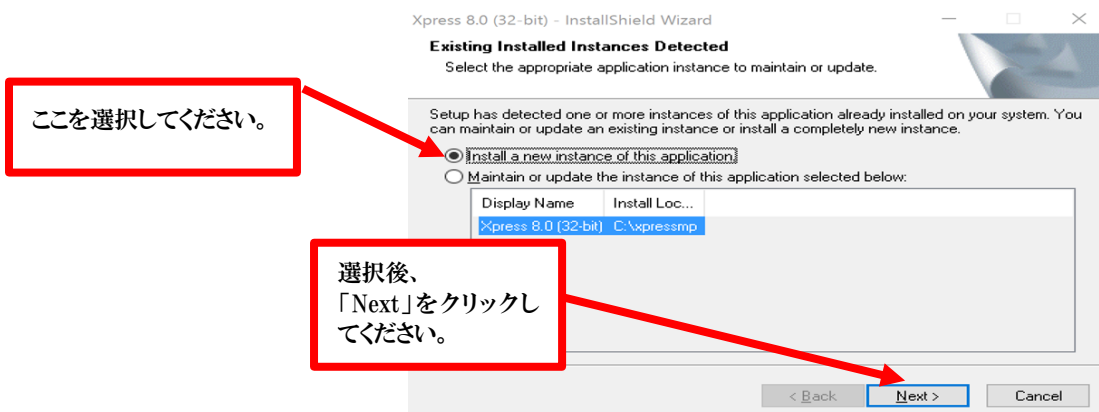 Xpress 8.0 (32-bit) - InstallShield Wizard
Existing Installed Instances Detected
Select the appropriate application instance to maintain or update.
ここを選択してください。
Setup has detected one or more instances of this application already installed on your system. You
can maintain or update an existing instance or install a completely new instance.
Install a new instance of this application.
Maintain or update the instance of this application selected below:
Display Name Install Loc...
Xpress 8.0 (32-bit) C:\xpressmp
選択後、
「Next」をクリックし
てください。
< Back Next > Cancel